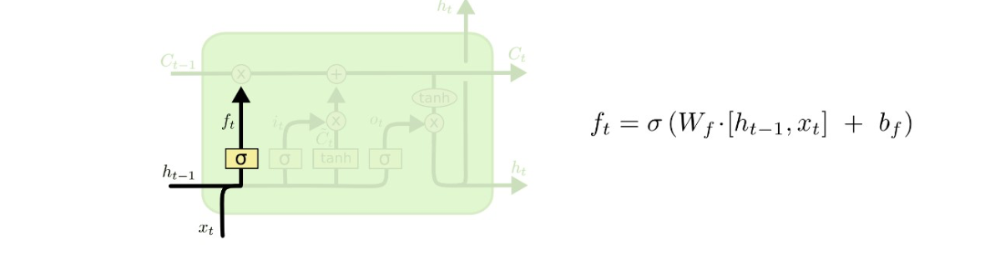 h_t
C_{t-1}
C_t
x
+
tanh
f_t
i_t
o_t
x
x
C̃_t
σ
σ
tanh
σ
h_{t-1}
h_t
x_t
f_t = σ (W_f · [h_{t-1}, x_t] + b_f)